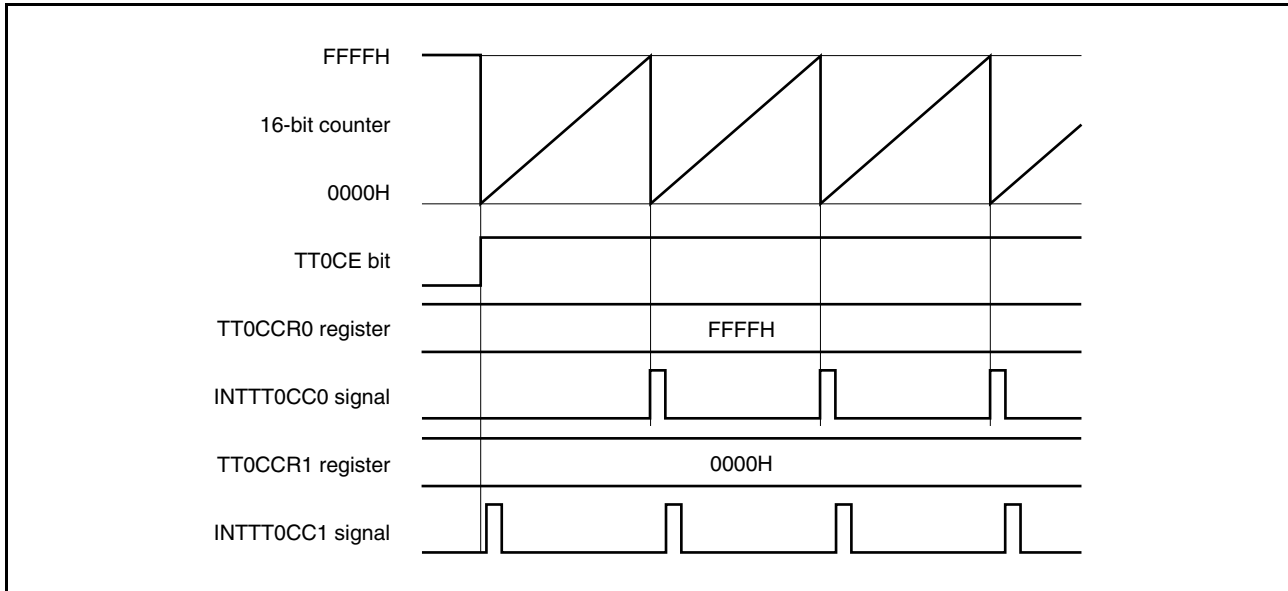 FFFFH
16-bit counter
0000H
TT0CE bit
TT0CCR0 register
FFFFH
INTTT0CC0 signal
TT0CCR1 register
0000H
INTTT0CC1 signal